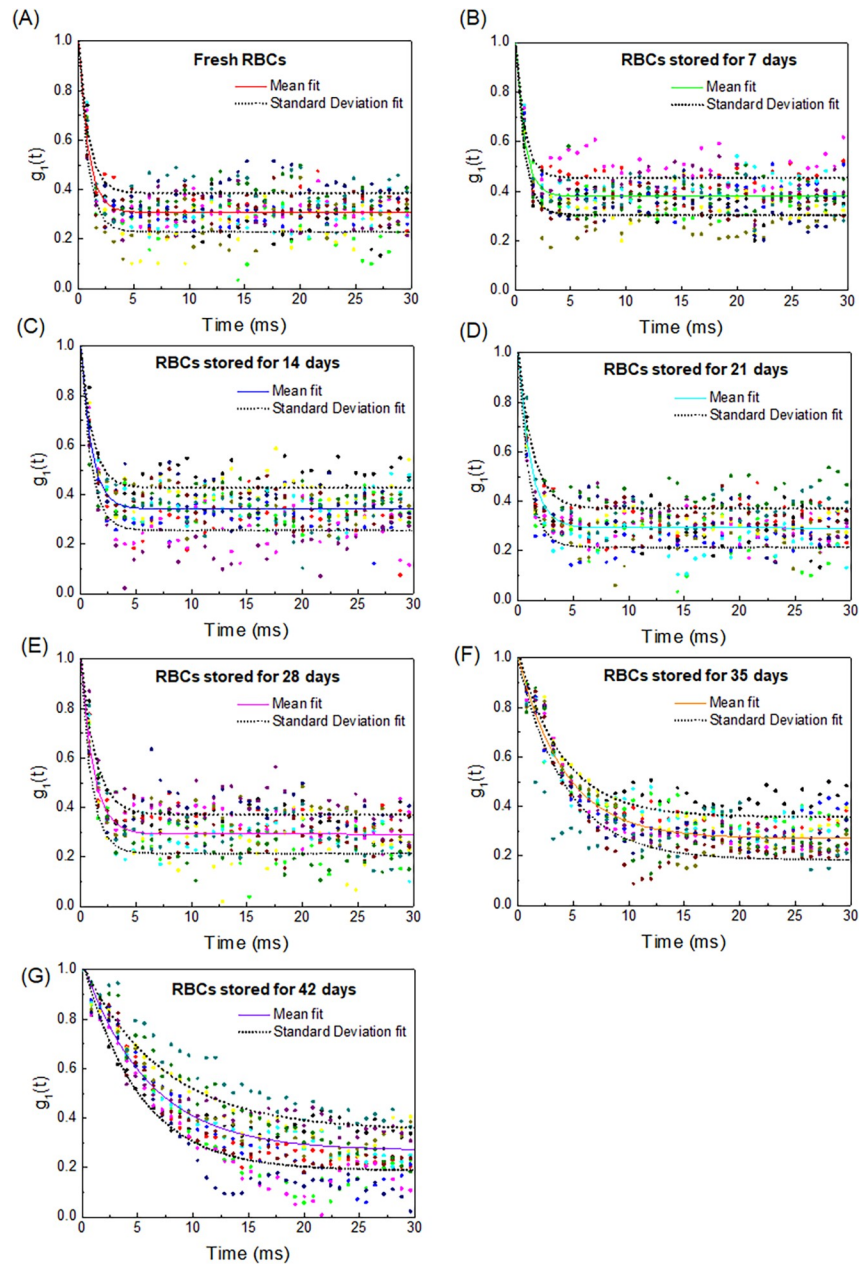 (A)
Fresh RBCs
Mean fit
Standard Deviation fit
g1(t)
1.0
0.8
0.6
0.4
0.2
0.0
0 5 10 15 20 25 30
Time (ms)
(B)
RBCs stored for 7 days
Mean fit
Standard Deviation fit
g1(t)
1.0
0.8
0.6
0.4
0.2
0.0
0 5 10 15 20 25 30
Time (ms)
(C)
RBCs stored for 14 days
Mean fit
Standard Deviation fit
g1(t)
1.0
0.8
0.6
0.4
0.2
0.0
0 5 10 15 20 25 30
Time (ms)
(D)
RBCs stored for 21 days
Mean fit
Standard Deviation fit
g1(t)
1.0
0.8
0.6
0.4
0.2
0.0
0 5 10 15 20 25 30
Time (ms)
(E)
RBCs stored for 28 days
Mean fit
Standard Deviation fit
g1(t)
1.0
0.8
0.6
0.4
0.2
0.0
0 5 10 15 20 25 30
Time (ms)
(F)
RBCs stored for 35 days
Mean fit
Standard Deviation fit
g1(t)
1.0
0.8
0.6
0.4
0.2
0.0
0 5 10 15 20 25 30
Time (ms)
(G)
RBCs stored for 42 days
Mean fit
Standard Deviation fit
g1(t)
1.0
0.8
0.6
0.4
0.2
0.0
0 5 10 15 20 25 30
Time (ms)